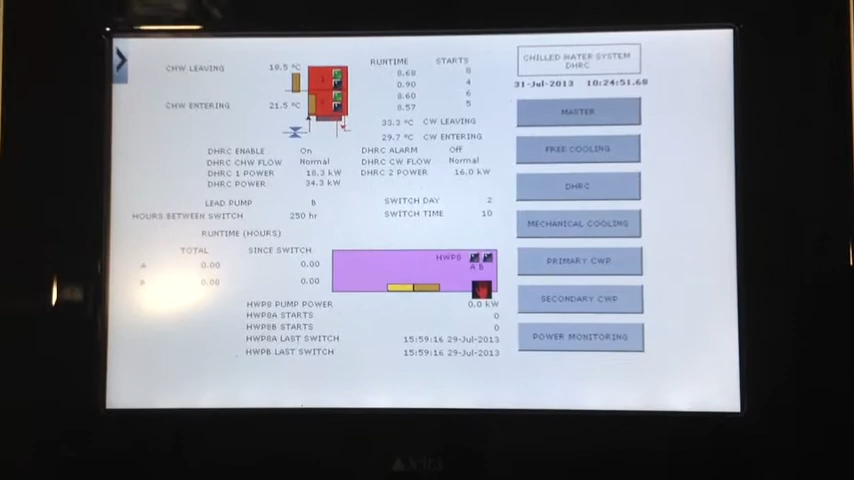 CHILLED WATER SYSTEM
DHRC
31-Jul-2013 10:24:51.68
CHW LEAVING
CHW ENTERING 21.5 °C
RUNTIME STARTS
8.68 8
0.90 4
8.60 6
8.57 5
33.3 °C CW LEAVING
29.7 °C CW ENTERING
DHRC ENABLE On
DHRC CHW FLOW Normal
DHRC 1 POWER 18.3 kW
DHRC POWER 34.3 kW
DHRC ALARM Off
DHRC CW FLOW Normal
DHRC 2 POWER 16.0 kW
LEAD PUMP B
HOURS BETWEEN SWITCH 250 hr
SWITCH DAY 2
SWITCH TIME 10
RUNTIME (HOURS)
TOTAL SINCE SWITCH
A 0.00 0.00
0.00 0.00
HWP8
A B
HWP8 PUMP POWER 0.0 kW
HWP8A STARTS 0
HWP8B STARTS 0
HWP8A LAST SWITCH 15:59:16 29-Jul-2013
HWPB LAST SWITCH 15:59:16 29-Jul-2013
MASTER
FREE COOLING
DHRC
MECHANICAL COOLING
PRIMARY CWP
SECONDARY CWP
POWER MONITORING